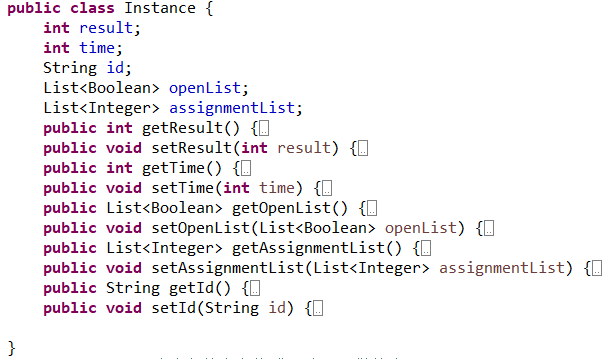 public class Instance {
    int result;
    int time;
    String id;
    List<Boolean> openList;
    List<Integer> assignmentList;
    public int getResult() {..
    public void setResult(int result) {..
    public int getTime() {..
    public void setTime(int time) {..
    public List<Boolean> getOpenList() {..
    public void setOpenList(List<Boolean> openList) {..
    public List<Integer> getAssignmentList() {..
    public void setAssignmentList(List<Integer> assignmentList) {..
    public String getId() {..
    public void setId(String id) {..
}